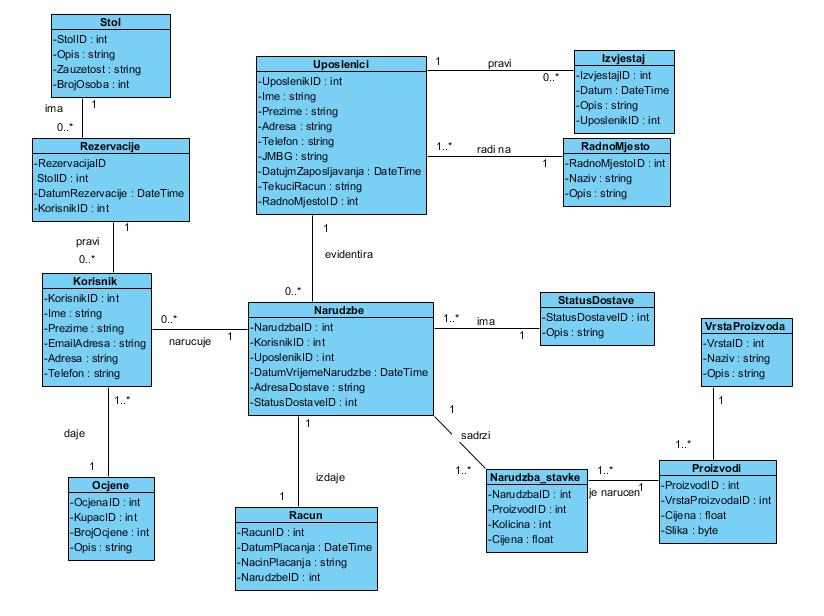 Stol
-StolID : int
-Opis : string
-Zauzetost : string
-BrojOsoba : int
ima
1
0..*
Rezervacije
-RezervacijaID
StolID : int
-DatumRezervacije : DateTime
-KorisnikID : int
1
pravi
0..*
Korisnik
-KorisnikID : int
-Ime : string
-Prezime : string
-EmailAdresa : string
-Adresa : string
-Telefon : string
0..*
narucuje
1
1..*
daje
1
Ocjene
-OcjenaID : int
-KupacID : int
-BrojOcjene : int
-Opis : string
Uposlenici
-UposlenikID : int
-Ime : string
-Prezime : string
-Adresa : string
-Telefon : string
-JMBG : string
-DatujmZaposljavanja : DateTime
-TekuciRacun : string
-RadnoMjestoID : int
1
pravi
0..*
1..*
radi na
1
1
evidentira
0..*
Izvjestaj
-IzvjestajID : int
-Datum : DateTime
-Opis : string
-UposlenikID : int
RadnoMjesto
-RadnoMjestoID : int
-Naziv : string
-Opis : string
Narudzbe
-NarudzbaID : int
-KorisnikID : int
-UposlenikID : int
-DatumVrijemeNarudzbe : DateTime
-AdresaDostave : string
-StatusDostaveID : int
1..*
ima
1
StatusDostave
-StatusDostaveID : int
-Opis : string
1
izdaje
1
Racun
-RacunID : int
-DatumPlacanja : DateTime
-NacinPlacanja : string
-NarudzbeID : int
1
sadrzi
1..*
Narudzba_stavke
-NarudzbaID : int
-ProizvodID : int
-Kolicina : int
-Cijena : float
1..*
je narucen
1
VrstaProizvoda
-VrstaID : int
-Naziv : string
-Opis : string
1
1..*
Proizvodi
-ProizvodID : int
-VrstaProizvodaID : int
-Cijena : float
-Slika : byte